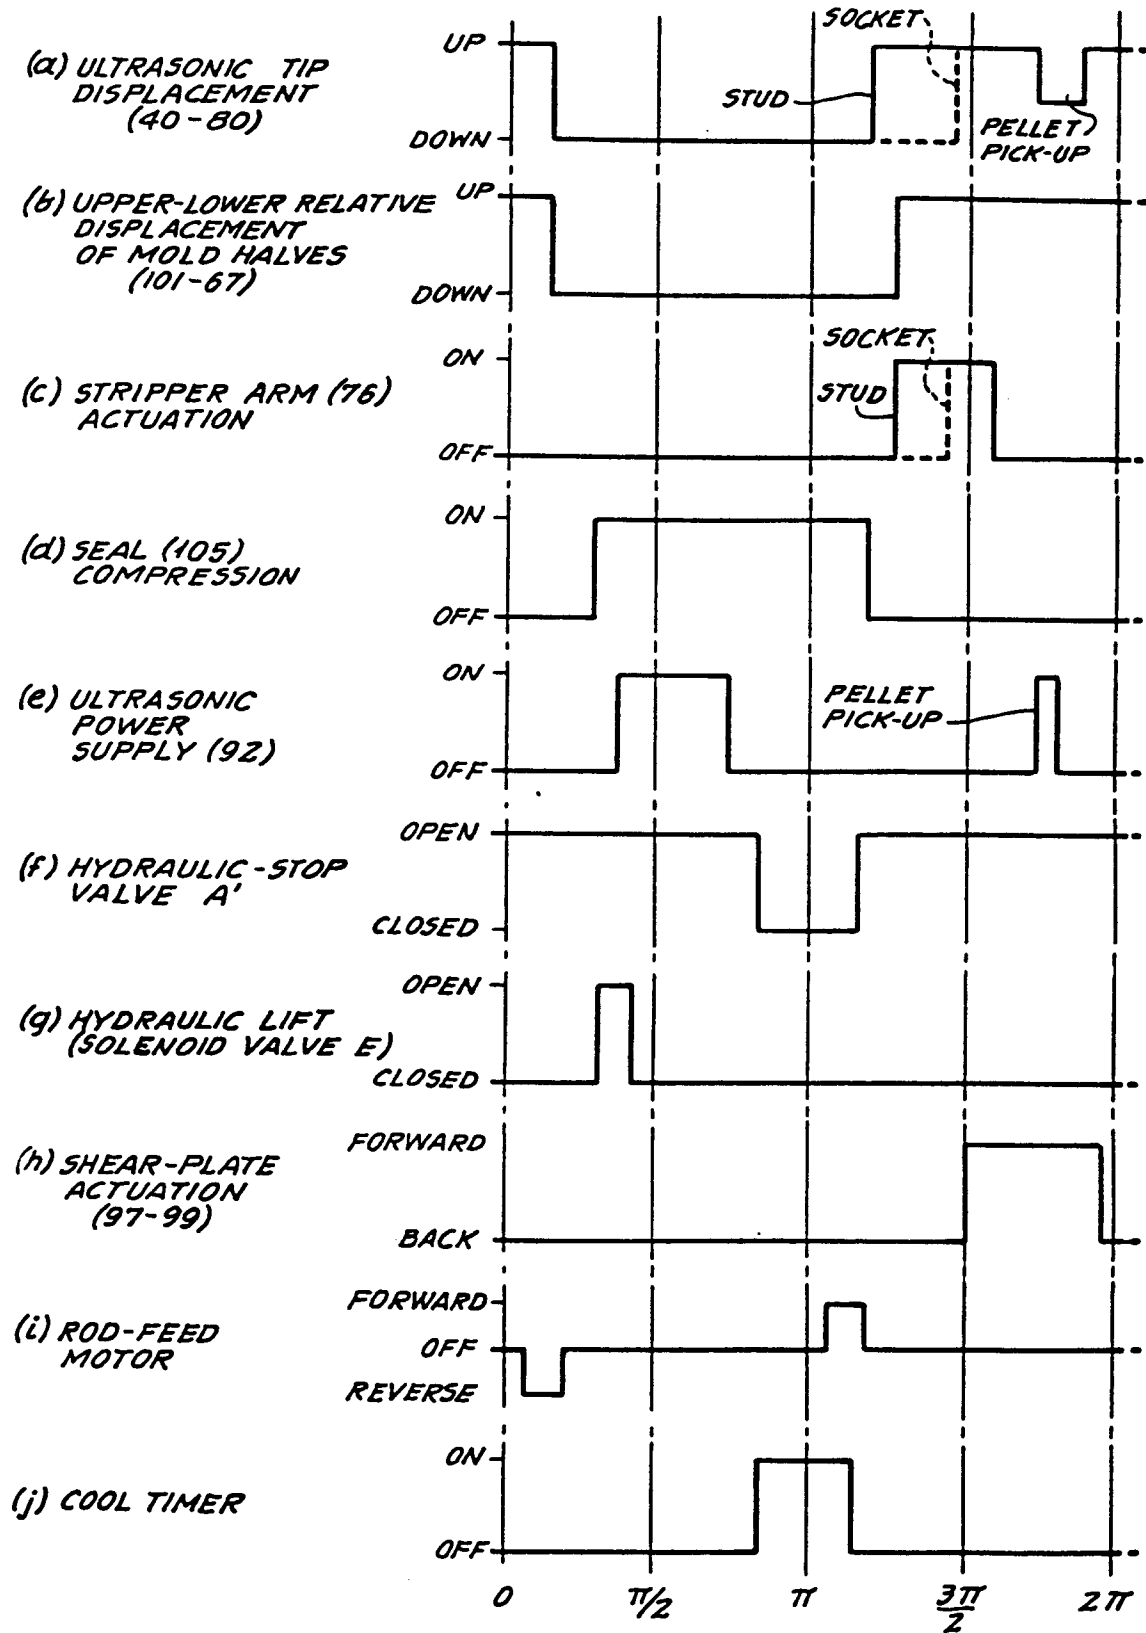 (a) ULTRASONIC TIP
DISPLACEMENT
(40-80)
UP
DOWN
SOCKET
STUD
PELLET
PICK-UP
(b) UPPER-LOWER RELATIVE
DISPLACEMENT
OF MOLD HALVES
(101-67)
UP
DOWN
(c) STRIPPER ARM (76)
ACTUATION
ON
OFF
SOCKET
STUD
(d) SEAL (105)
COMPRESSION
ON
OFF
(e) ULTRASONIC
POWER
SUPPLY (92)
ON
OFF
PELLET
PICK-UP
(f) HYDRAULIC-STOP
VALVE A'
OPEN
CLOSED
(g) HYDRAULIC LIFT
(SOLENOID VALVE E)
OPEN
CLOSED
(h) SHEAR-PLATE
ACTUATION
(97-99)
FORWARD
BACK
(i) ROD-FEED
MOTOR
FORWARD
OFF
REVERSE
(j) COOL TIMER
ON
OFF
0 π/2 π 3π/2 2π